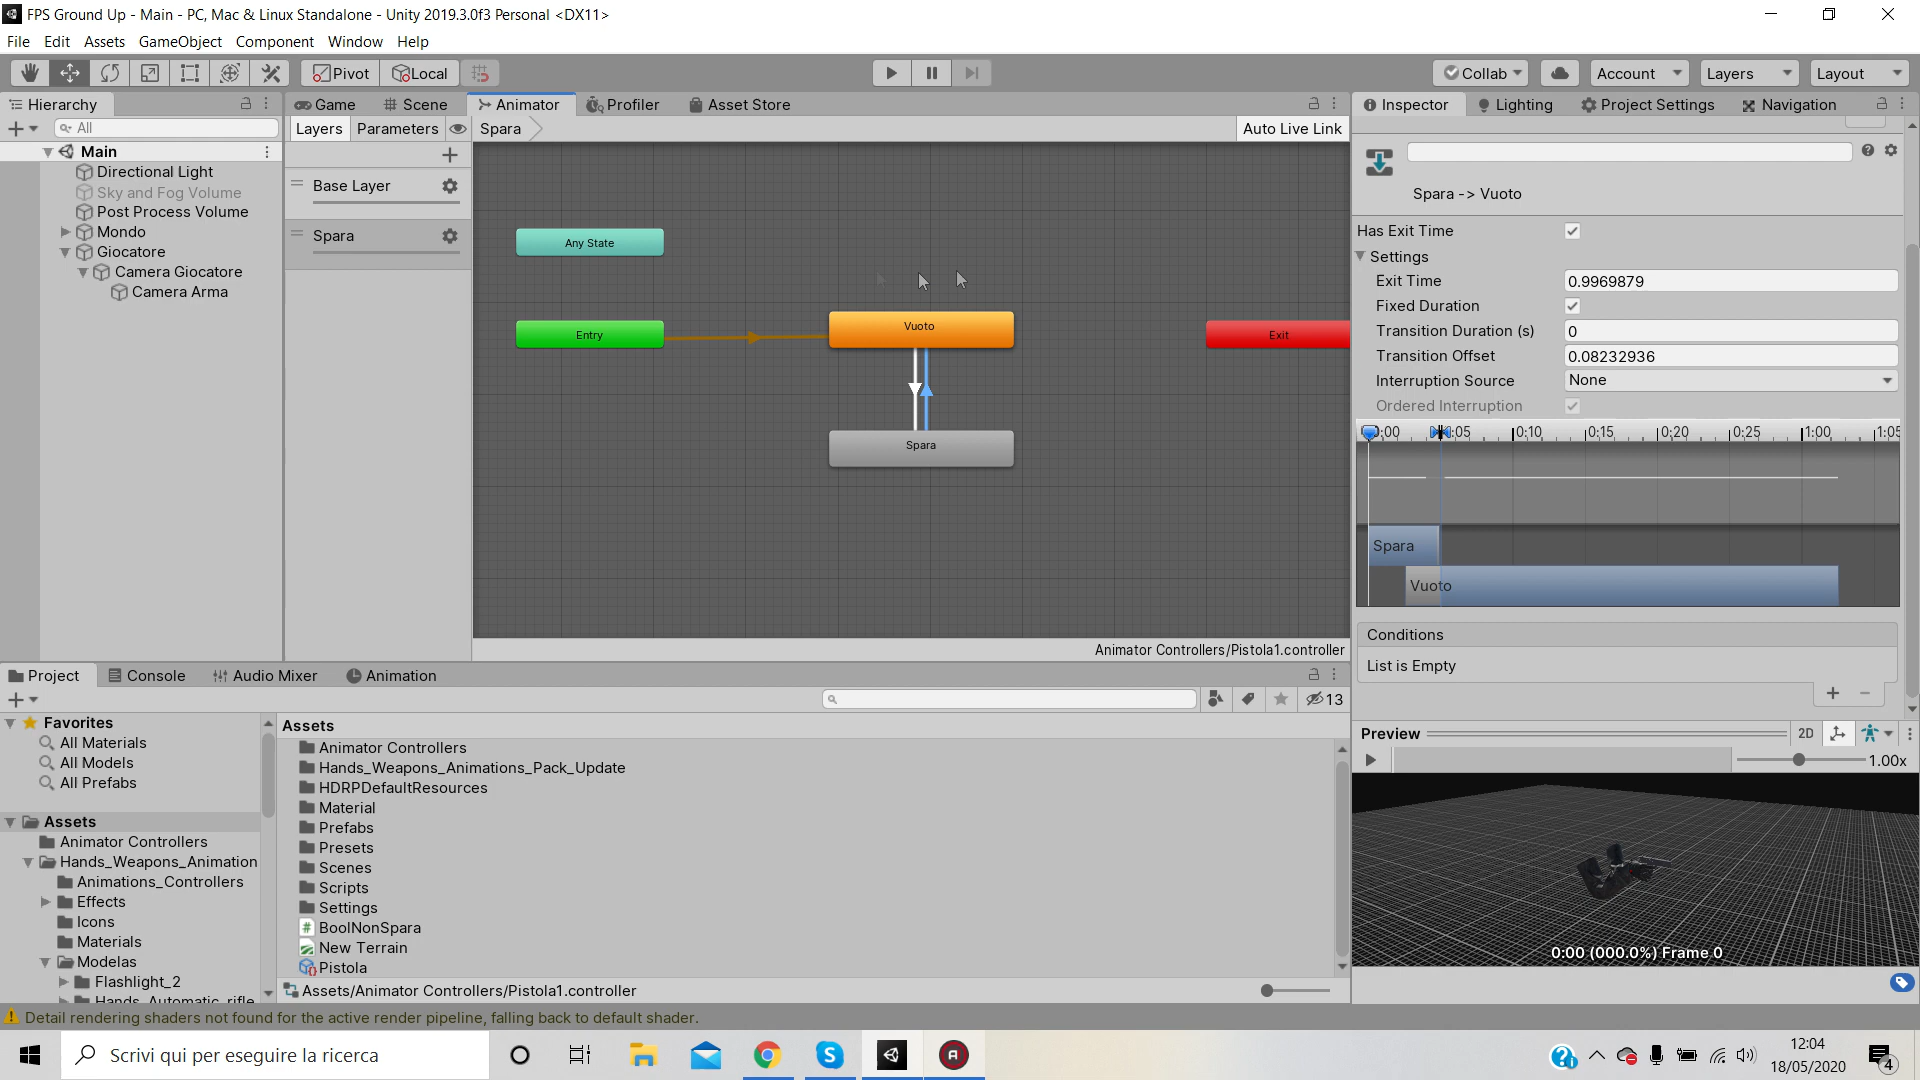 FPS Ground Up - Main - PC, Mac & Linux Standalone - Unity 2019.3.0f3 Personal <DX11>
File Edit Assets GameObject Component Window Help
Pivot Local Collab Account Layers Layout
Hierarchy
All
Main
Directional Light
Sky and Fog Volume
Post Process Volume
Mondo
Giocatore
Camera Giocatore
Camera Arma
Game Scene Animator Profiler Asset Store
Layers Parameters Spara Auto Live Link
Base Layer
Spara
Any State
Entry
Vuoto
Exit
Spara
Animator Controllers/Pistola1.controller
Inspector Lighting Project Settings Navigation
Spara -> Vuoto
Has Exit Time
Settings
Exit Time 0.9969879
Fixed Duration
Transition Duration (s) 0
Transition Offset 0.08232936
Interruption Source None
Ordered Interruption
0:00 0:05 0:10 0:15 0:20 0:25 1:00 1:05
Spara
Vuoto
Conditions
List is Empty
Preview 2D
1.00x
0:00 (000.0%) Frame 0
Project Console Audio Mixer Animation
13
Favorites
All Materials
All Models
All Prefabs
Assets
Animator Controllers
Hands_Weapons_Animation
Animations_Controllers
Effects
Icons
Materials
Modelas
Flashlight_2
Hands_Automatic_rifle
Assets
Animator Controllers
Hands_Weapons_Animations_Pack_Update
HDRPDefaultResources
Material
Prefabs
Presets
Scenes
Scripts
Settings
BoolNonSpara
New Terrain
Pistola
Assets/Animator Controllers/Pistola1.controller
Detail rendering shaders not found for the active render pipeline, falling back to default shader.
Scrivi qui per eseguire la ricerca
12:04
18/05/2020
4